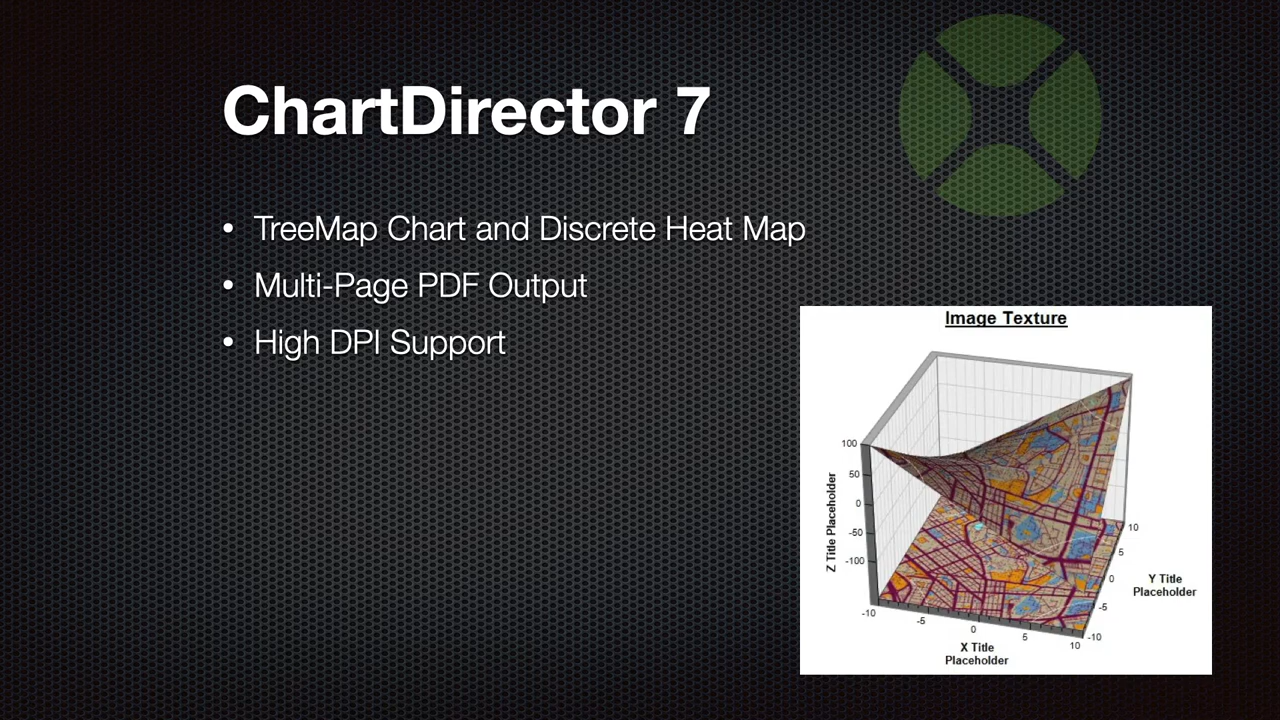 ChartDirector 7
• TreeMap Chart and Discrete Heat Map
• Multi-Page PDF Output
• High DPI Support
Image Texture
100
50
0
-50
-100
Z Title Placeholder
-10
-5
0
5
10
X Title
Placeholder
10
5
0
-5
-10
Y Title
Placeholder